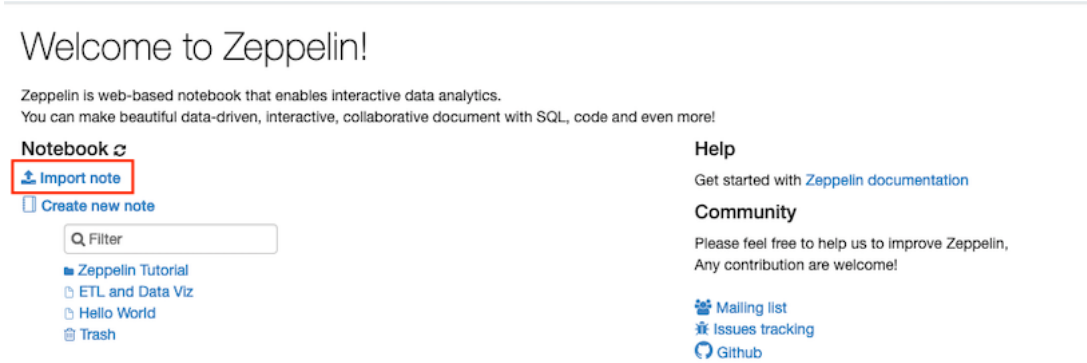 Welcome to Zeppelin!
Zeppelin is web-based notebook that enables interactive data analytics.
You can make beautiful data-driven, interactive, collaborative document with SQL, code and even more!
Notebook
Import note
Create new note
Filter
Zeppelin Tutorial
ETL and Data Viz
Hello World
Trash
Help
Get started with Zeppelin documentation
Community
Please feel free to help us to improve Zeppelin,
Any contribution are welcome!
Mailing list
Issues tracking
Github